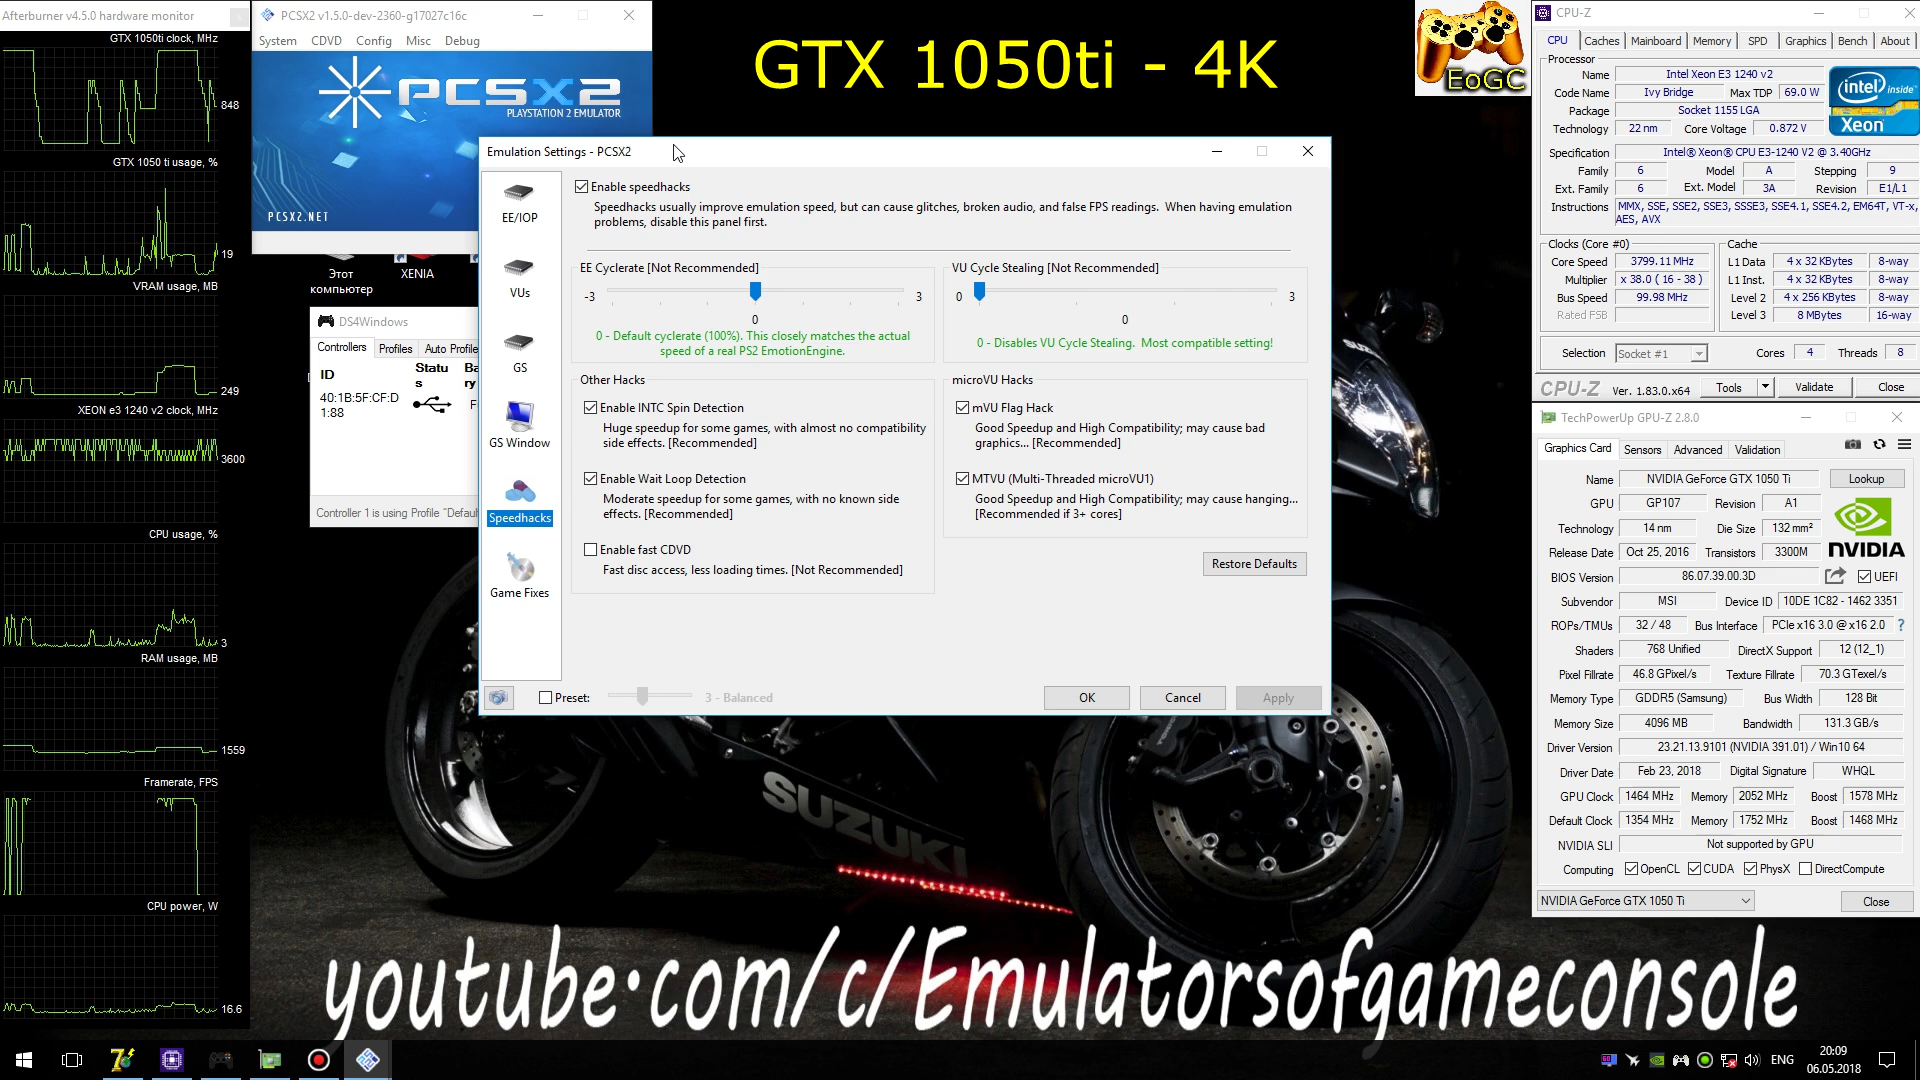 Afterburner v4.5.0 hardware monitor
GTX 1050ti clock, MHz
848
GTX 1050 ti usage, %
19
VRAM usage, MB
249
XEON e3 1240 v2 clock, MHz
3600
CPU usage, %
3
RAM usage, MB
1559
Framerate, FPS
CPU power, W
16.6
PCSX2 v1.5.0-dev-2360-g17027c16c
System CDVD Config Misc Debug
PCSX2
PLAYSTATION 2 EMULATOR
PCSX2.NET
GTX 1050ti - 4K
EoGC
Этот
компьютер
XENIA
DS4Windows
Controllers Profiles Auto Profile
ID
Statu
s
Ba
ry
40:1B:5F:CF:D
1:88
Controller 1 is using Profile "Defau
Emulation Settings - PCSX2
EE/IOP
VUs
GS
GS Window
Speedhacks
Game Fixes
Enable speedhacks
Speedhacks usually improve emulation speed, but can cause glitches, broken audio, and false FPS readings. When having emulation
problems, disable this panel first.
EE Cyclerate [Not Recommended]
-3
3
0
0 - Default cyclerate (100%). This closely matches the actual
speed of a real PS2 EmotionEngine.
VU Cycle Stealing [Not Recommended]
0
3
0
0 - Disables VU Cycle Stealing. Most compatible setting!
Other Hacks
Enable INTC Spin Detection
Huge speedup for some games, with almost no compatibility
side effects. [Recommended]
Enable Wait Loop Detection
Moderate speedup for some games, with no known side
effects. [Recommended]
Enable fast CDVD
Fast disc access, less loading times. [Not Recommended]
microVU Hacks
mVU Flag Hack
Good Speedup and High Compatibility; may cause bad
graphics... [Recommended]
MTVU (Multi-Threaded microVU1)
Good Speedup and High Compatibility; may cause hanging...
[Recommended if 3+ cores]
Restore Defaults
Preset:
3 - Balanced
OK
Cancel
Apply
CPU-Z
CPU Caches Mainboard Memory SPD Graphics Bench About
Processor
Name Intel Xeon E3 1240 v2
Code Name Ivy Bridge Max TDP 69.0 W
Package Socket 1155 LGA
Technology 22 nm Core Voltage 0.872 V
intel inside
Xeon
Specification Intel® Xeon® CPU E3-1240 V2 @ 3.40GHz
Family 6 Model A Stepping 9
Ext. Family 6 Ext. Model 3A Revision E1/L1
Instructions MMX, SSE, SSE2, SSE3, SSSE3, SSE4.1, SSE4.2, EM64T, VT-x,
AES, AVX
Clocks (Core #0)
Core Speed 3799.11 MHz
Multiplier x 38.0 ( 16 - 38 )
Bus Speed 99.98 MHz
Rated FSB
Cache
L1 Data 4 x 32 KBytes 8-way
L1 Inst. 4 x 32 KBytes 8-way
Level 2 4 x 256 KBytes 8-way
Level 3 8 MBytes 16-way
Selection Socket #1 Cores 4 Threads 8
CPU-Z Ver. 1.83.0.x64 Tools Validate Close
TechPowerUp GPU-Z 2.8.0
Graphics Card Sensors Advanced Validation
Name NVIDIA GeForce GTX 1050 Ti Lookup
GPU GP107 Revision A1
Technology 14 nm Die Size 132 mm²
Release Date Oct 25, 2016 Transistors 3300M
NVIDIA
BIOS Version 86.07.39.00.3D UEFI
Subvendor MSI Device ID 10DE 1C82 - 1462 3351
ROPs/TMUs 32 / 48 Bus Interface PCIe x16 3.0 @ x16 2.0 ?
Shaders 768 Unified DirectX Support 12 (12_1)
Pixel Fillrate 46.8 GPixel/s Texture Fillrate 70.3 GTexel/s
Memory Type GDDR5 (Samsung) Bus Width 128 Bit
Memory Size 4096 MB Bandwidth 131.3 GB/s
Driver Version 23.21.13.9101 (NVIDIA 391.01) / Win10 64
Driver Date Feb 23, 2018 Digital Signature WHQL
GPU Clock 1464 MHz Memory 2052 MHz Boost 1578 MHz
Default Clock 1354 MHz Memory 1752 MHz Boost 1468 MHz
NVIDIA SLI Not supported by GPU
Computing OpenCL CUDA PhysX DirectCompute
NVIDIA GeForce GTX 1050 Ti Close
SUZUKI
youtube.com/c/Emulatorsofgameconsole
ENG
20:09
06.05.2018